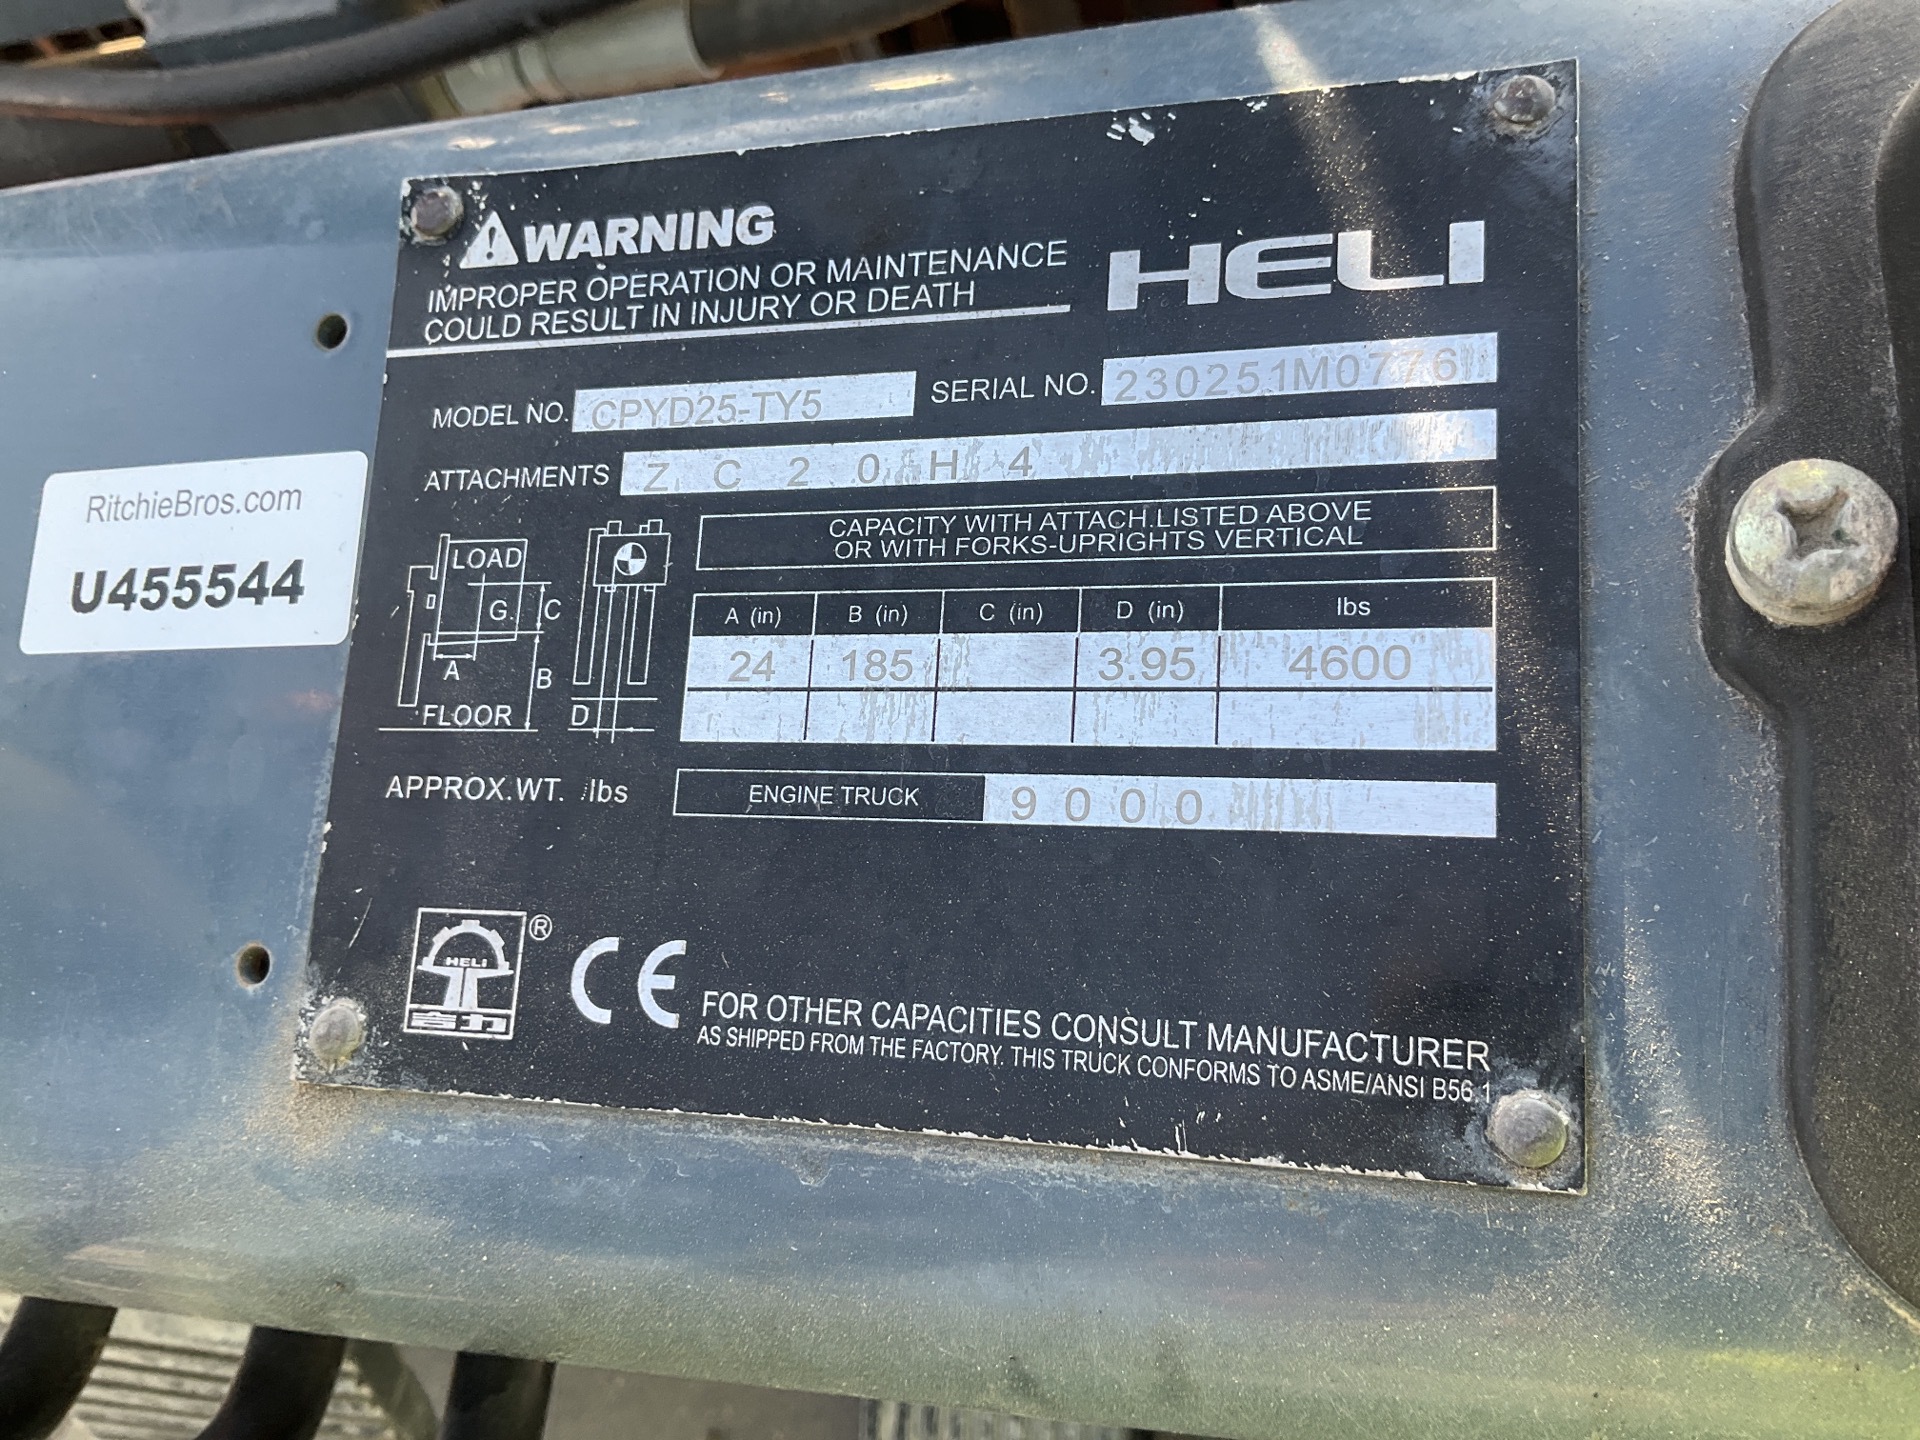 WARNING
IMPROPER OPERATION OR MAINTENANCE
COULD RESULT IN INJURY OR DEATH
HELI
MODEL NO. CPYD25-TY5 SERIAL NO. 230251M0776
ATTACHMENTS ZC20H4
RitchieBros.com
U455544
LOAD
G. C
A B
FLOOR D
CAPACITY WITH ATTACH.LISTED ABOVE
OR WITH FORKS-UPRIGHTS VERTICAL
A (in) B (in) C (in) D (in) lbs
24 185 3.95 4600
APPROX.WT. lbs ENGINE TRUCK 9000
HELI ®
合力
CE
FOR OTHER CAPACITIES CONSULT MANUFACTURER
AS SHIPPED FROM THE FACTORY. THIS TRUCK CONFORMS TO ASME/ANSI B56.1